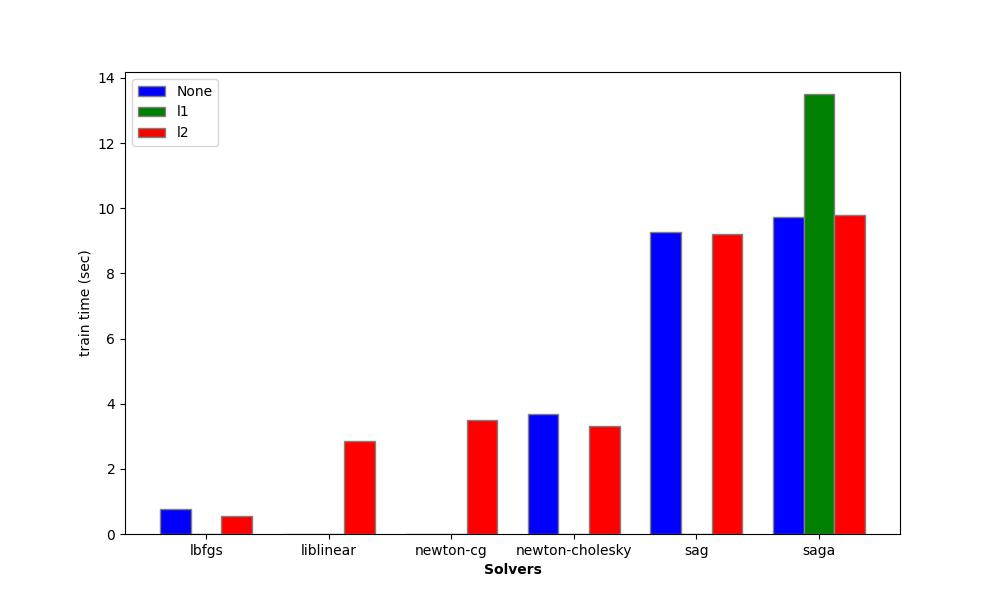 14
12
10
8
6
4
2
0
train time (sec)
None
l1
l2
lbfgs liblinear newton-cg newton-cholesky sag saga
Solvers